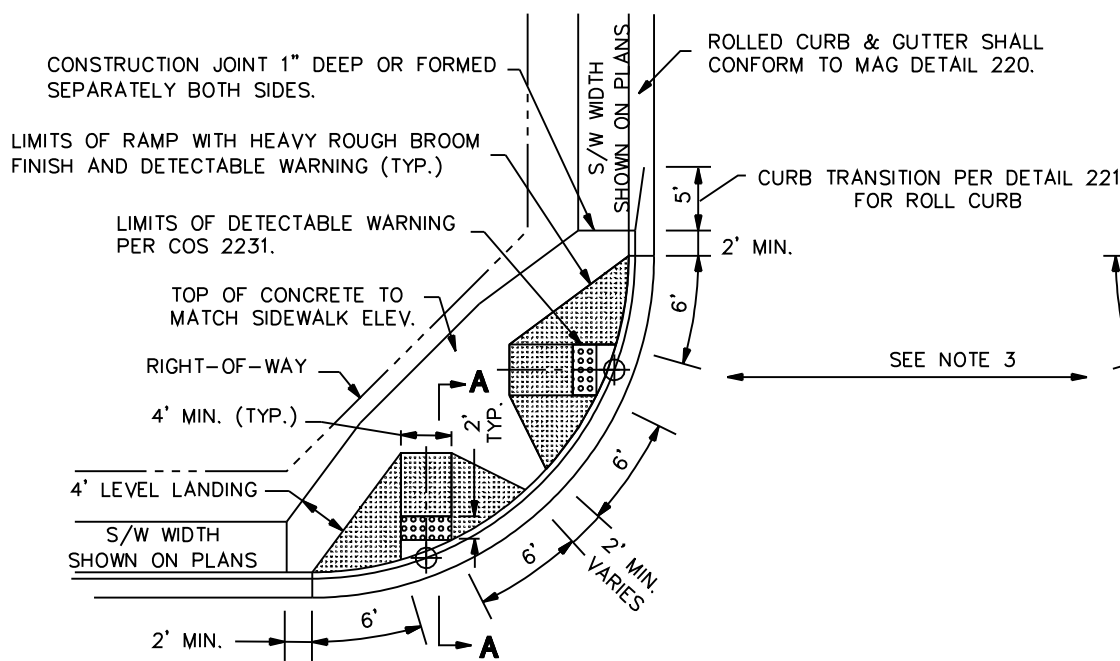 CONSTRUCTION JOINT 1" DEEP OR FORMED
SEPARATELY BOTH SIDES.
ROLLED CURB & GUTTER SHALL
CONFORM TO MAG DETAIL 220.
S/W WIDTH
SHOWN ON PLANS
LIMITS OF RAMP WITH HEAVY ROUGH BROOM
FINISH AND DETECTABLE WARNING (TYP.)
5'
CURB TRANSITION PER DETAIL 221
FOR ROLL CURB
LIMITS OF DETECTABLE WARNING
PER COS 2231.
2' MIN.
TOP OF CONCRETE TO
MATCH SIDEWALK ELEV.
6'
RIGHT-OF-WAY
SEE NOTE 3
A
4' MIN. (TYP.)
2'
TYP.
6'
4' LEVEL LANDING
S/W WIDTH
SHOWN ON PLANS
6'
2' MIN.
VARIES
6'
2' MIN.
A